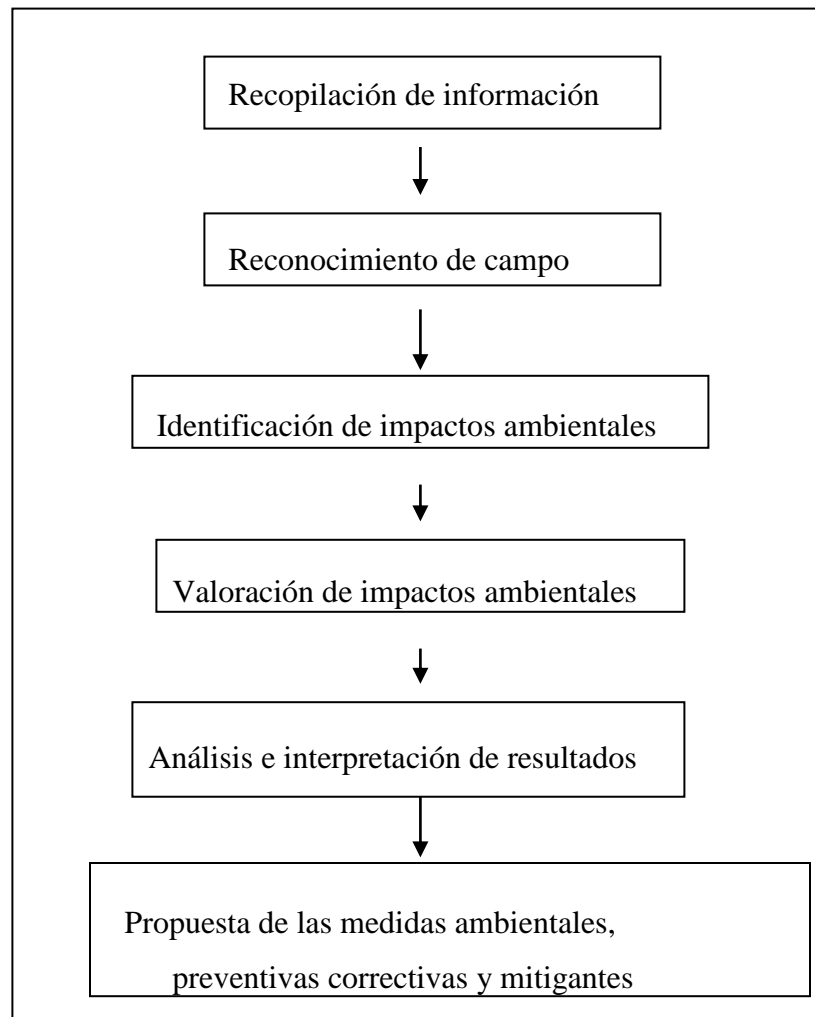 Recopilación de información
Reconocimiento de campo
Identificación de impactos ambientales
Valoración de impactos ambientales
Análisis e interpretación de resultados
Propuesta de las medidas ambientales,
preventivas correctivas y mitigantes